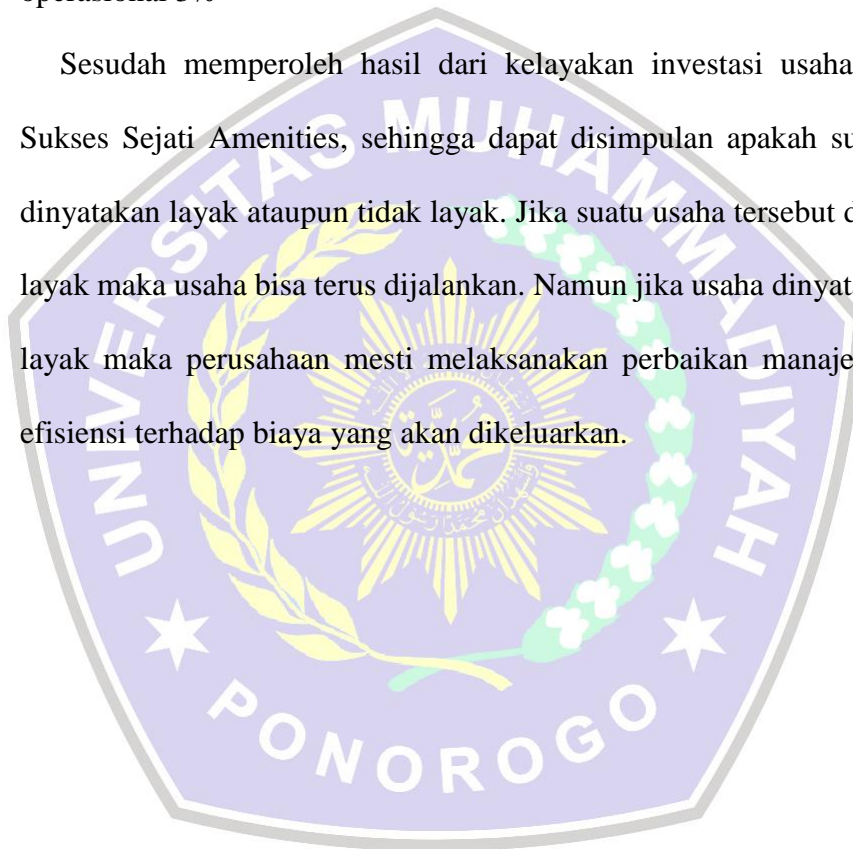 operasional 5%
Sesudah memperoleh hasil dari kelayakan investasi usaha
Sukses Sejati Amenities, sehingga dapat disimpulan apakah su
dinyatakan layak ataupun tidak layak. Jika suatu usaha tersebut d
layak maka usaha bisa terus dijalankan. Namun jika usaha dinyat
layak maka perusahaan mesti melaksanakan perbaikan manaje
efisiensi terhadap biaya yang akan dikeluarkan.
UNIVERSITAS MUHAMMADIYAH
PONOROGO